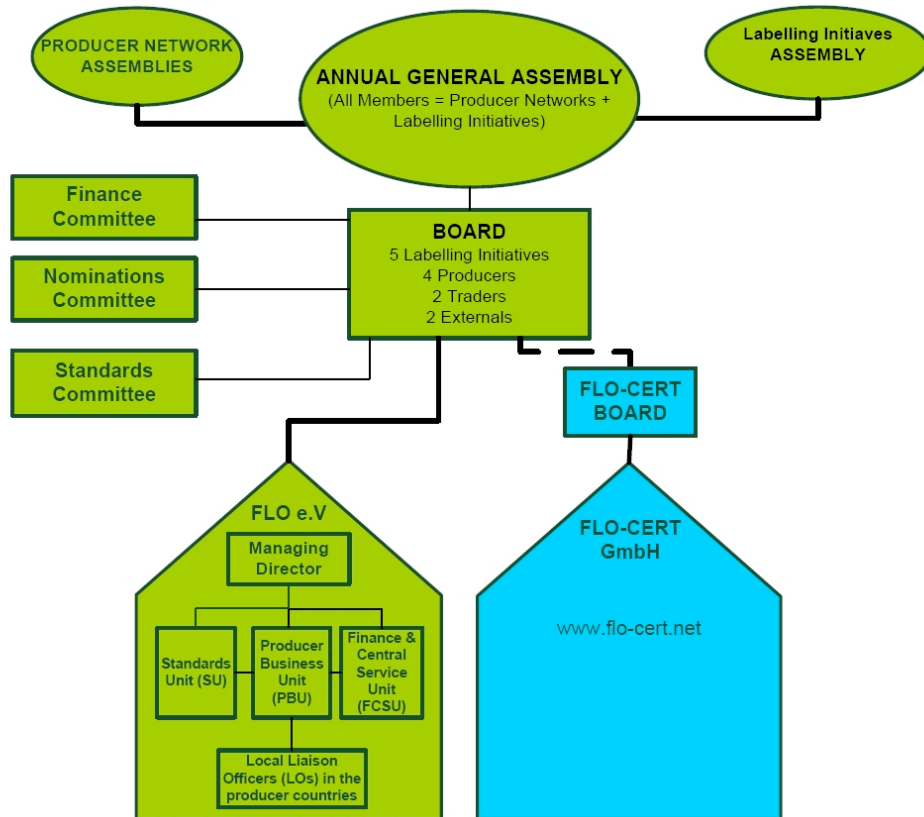 PRODUCER NETWORK
ASSEMBLIES
ANNUAL GENERAL ASSEMBLY
(All Members = Producer Networks +
Labelling Initiatives)
Labelling Initiaves
ASSEMBLY
Finance
Committee
Nominations
Committee
Standards
Committee
BOARD
5 Labelling Initiatives
4 Producers
2 Traders
2 Externals
FLO-CERT
BOARD
FLO e.V
Managing
Director
Standards
Unit (SU)
Producer
Business
Unit
(PBU)
Finance &
Central
Service
Unit
(FCSU)
Local Liaison
Officers (LOs) in the
producer countries
FLO-CERT
GmbH
www.flo-cert.net